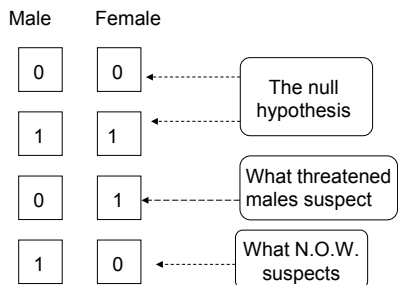 Male Female
0 0
The null
hypothesis
1 1
What threatened
males suspect
0 1
What N.O.W.
suspects
1 0